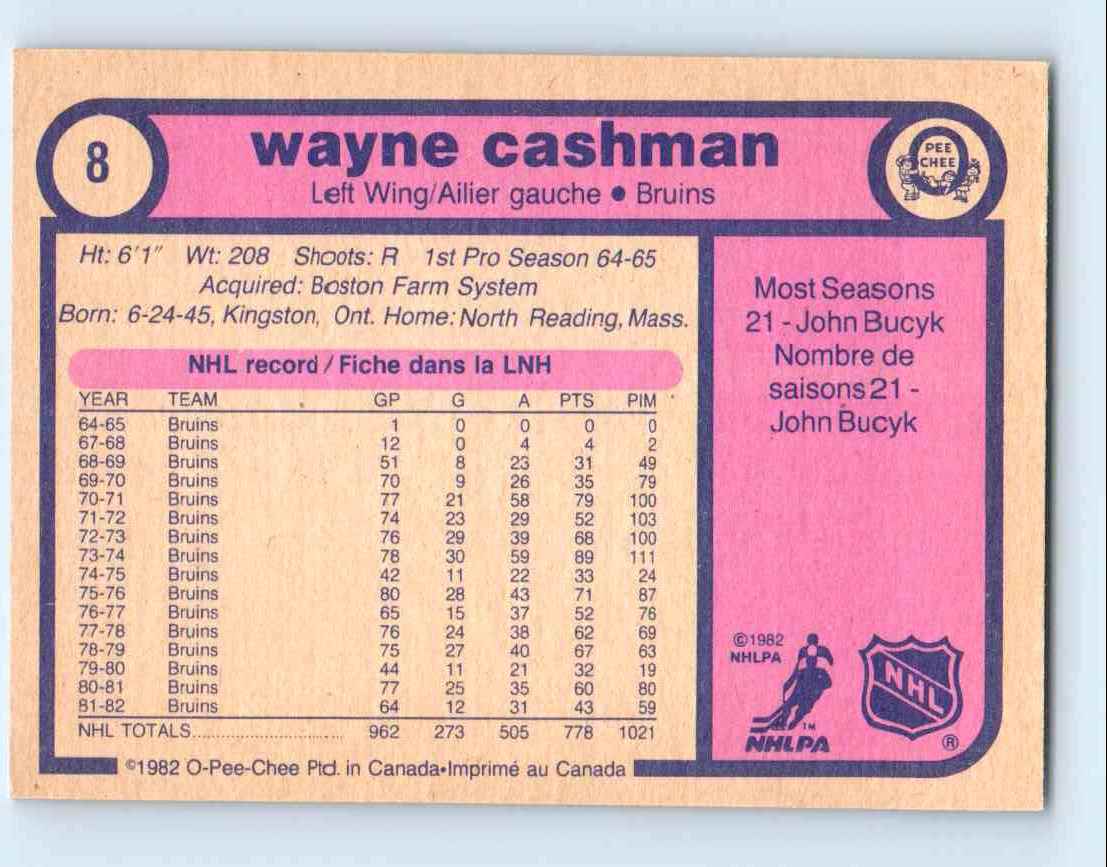 8
wayne cashman
PEE
CHEE
Left Wing/Ailier gauche • Bruins
Ht: 6'1" Wt: 208 Shoots: R 1st Pro Season 64-65
Acquired: Boston Farm System
Born: 6-24-45, Kingston, Ont. Home: North Reading, Mass.
NHL record / Fiche dans la LNH
YEAR TEAM GP G A PTS PIM
64-65 Bruins 1 0 0 0 0
67-68 Bruins 12 0 4 4 2
68-69 Bruins 51 8 23 31 49
69-70 Bruins 70 9 26 35 79
70-71 Bruins 77 21 58 79 100
71-72 Bruins 74 23 29 52 103
72-73 Bruins 76 29 39 68 100
73-74 Bruins 78 30 59 89 111
74-75 Bruins 42 11 22 33 24
75-76 Bruins 80 28 43 71 87
76-77 Bruins 65 15 37 52 76
77-78 Bruins 76 24 38 62 69
78-79 Bruins 75 27 40 67 63
79-80 Bruins 44 11 21 32 19
80-81 Bruins 77 25 35 60 80
81-82 Bruins 64 12 31 43 59
NHL TOTALS.............................. 962 273 505 778 1021
Most Seasons
21 - John Bucyk
Nombre de
saisons 21 -
John Bucyk
©1982
NHLPA
TM
NHLPA
NHL
®
©1982 O-Pee-Chee Ptd. in Canada•Imprimé au Canada